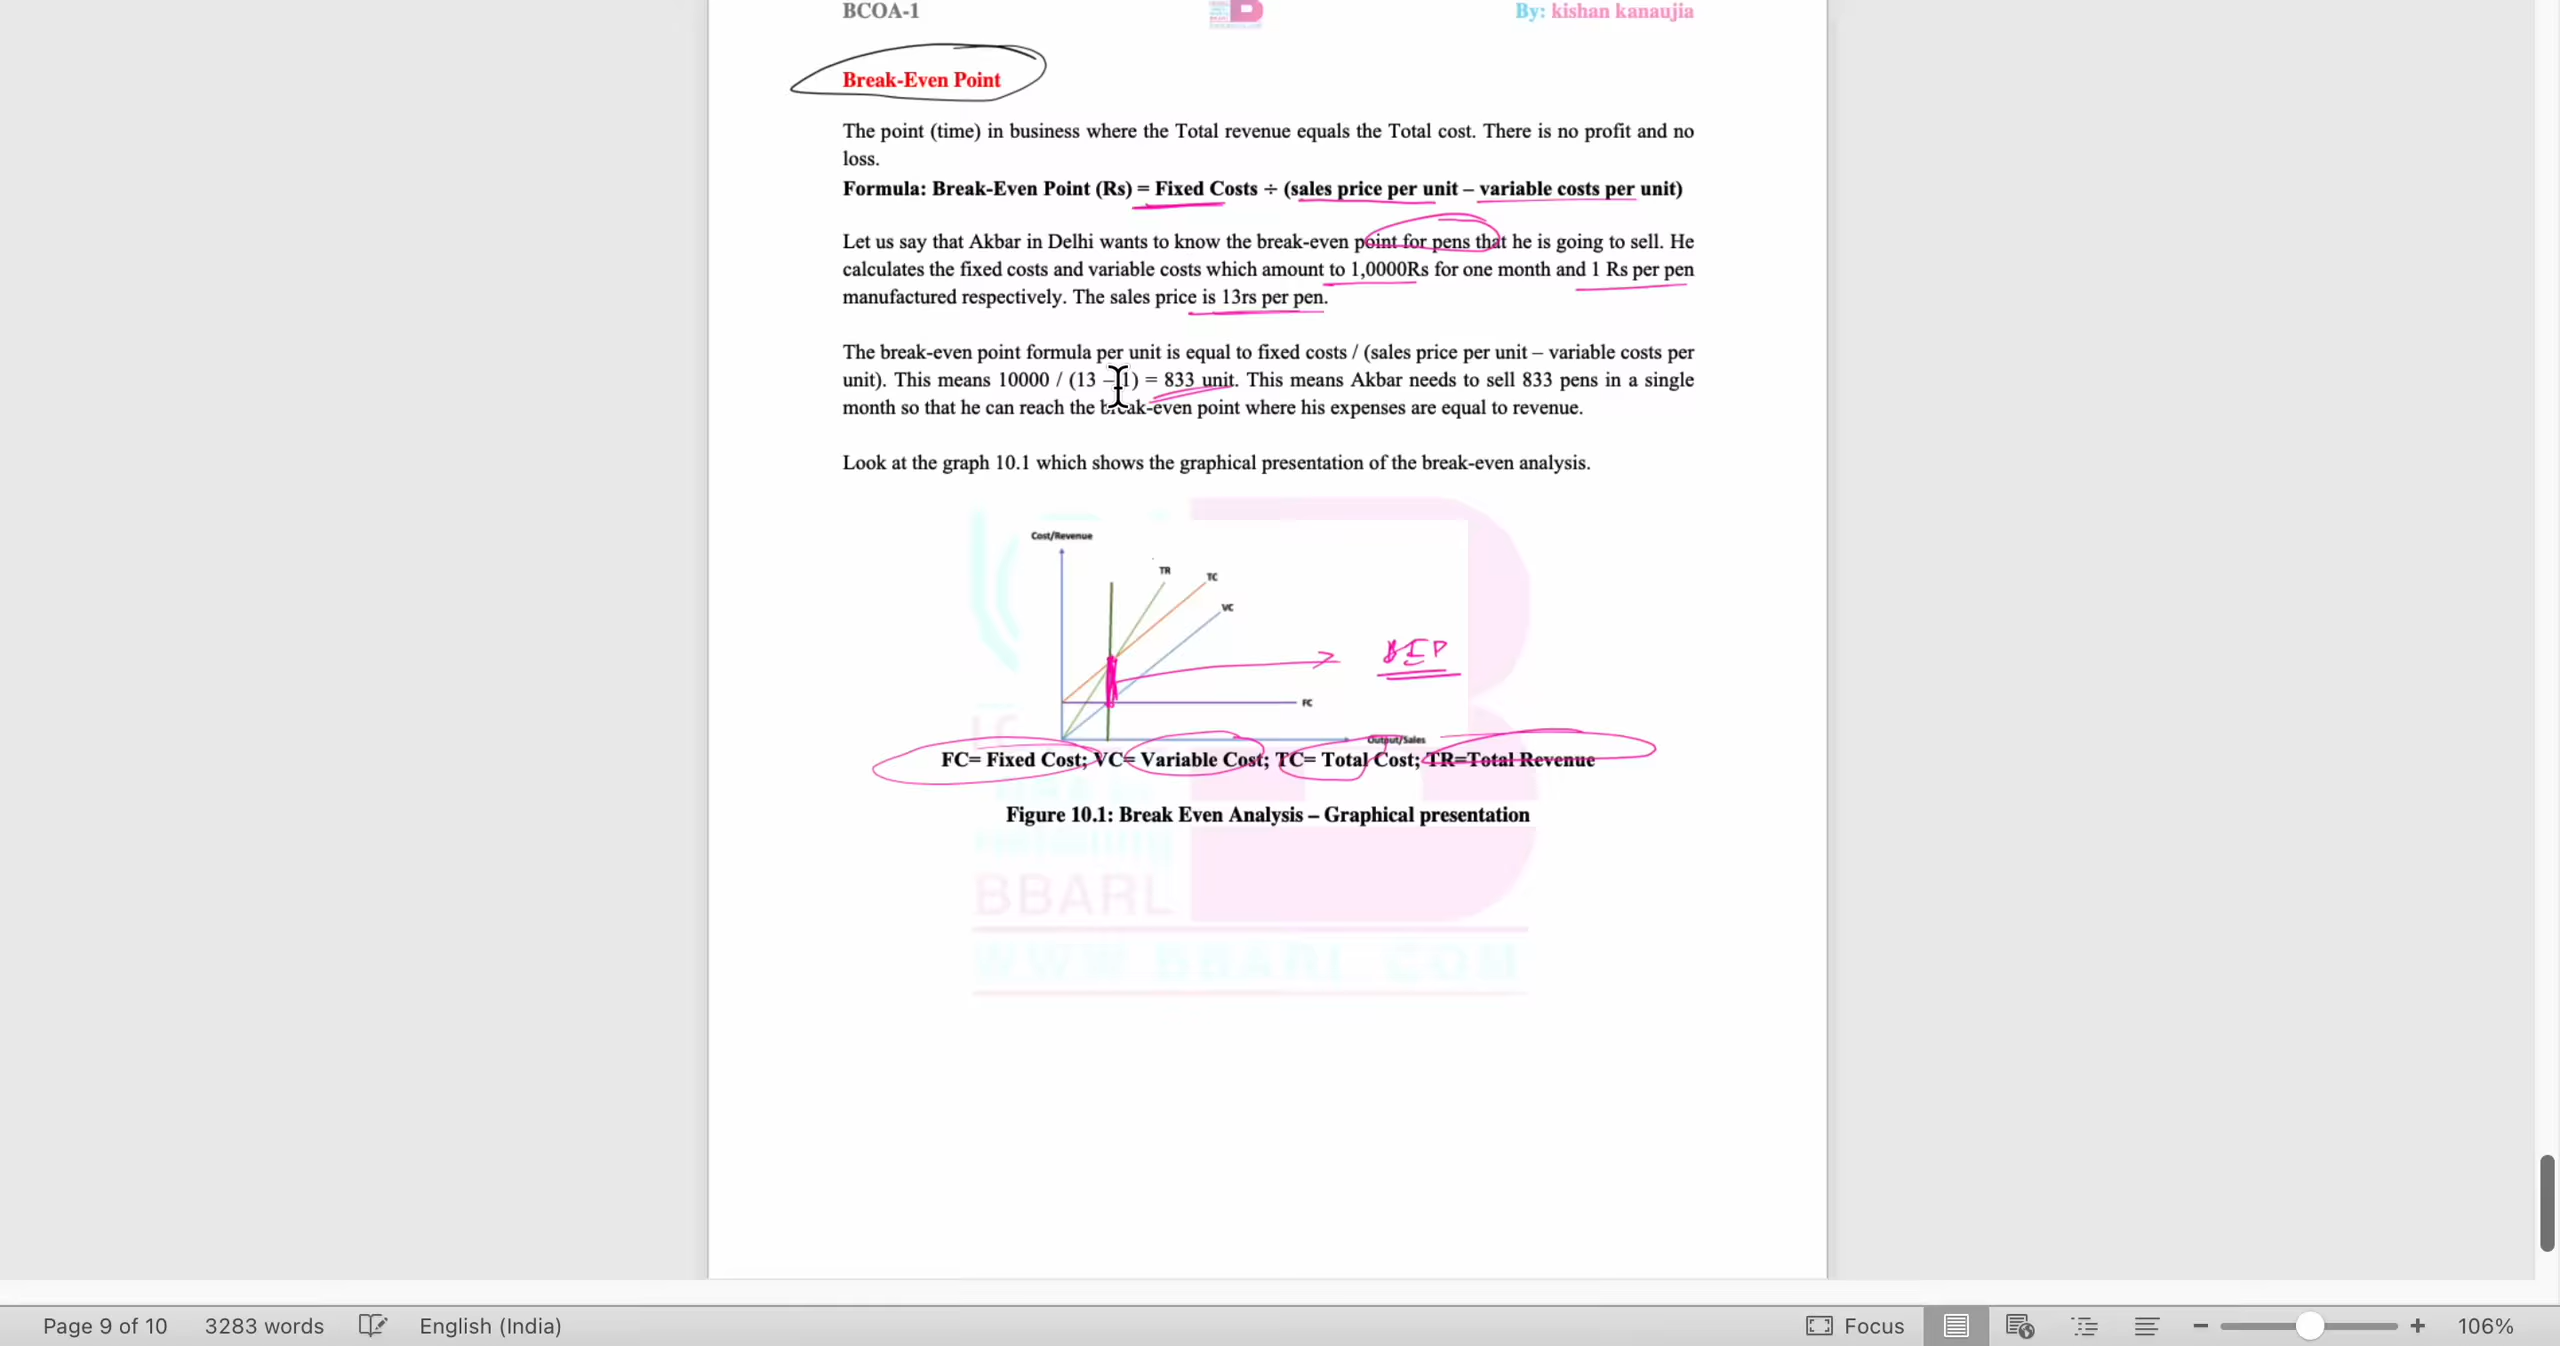 BCOA-1
By: kishan kanaujia
Break-Even Point
The point (time) in business where the Total revenue equals the Total cost. There is no profit and no
loss.
Formula: Break-Even Point (Rs) = Fixed Costs ÷ (sales price per unit – variable costs per unit)
Let us say that Akbar in Delhi wants to know the break-even point for pens that he is going to sell. He
calculates the fixed costs and variable costs which amount to 1,0000Rs for one month and 1 Rs per pen
manufactured respectively. The sales price is 13rs per pen.
The break-even point formula per unit is equal to fixed costs / (sales price per unit – variable costs per
unit). This means 10000 / (13 – 1) = 833 unit. This means Akbar needs to sell 833 pens in a single
month so that he can reach the break-even point where his expenses are equal to revenue.
Look at the graph 10.1 which shows the graphical presentation of the break-even analysis.
Cost/Revenue
TR
TC
VC
BEP
FC
Output/Sales
FC= Fixed Cost; VC= Variable Cost; TC= Total Cost; TR=Total Revenue
Figure 10.1: Break Even Analysis – Graphical presentation
BBARL
WWW.BBARL.COM
Page 9 of 10
3283 words
English (India)
Focus
106%